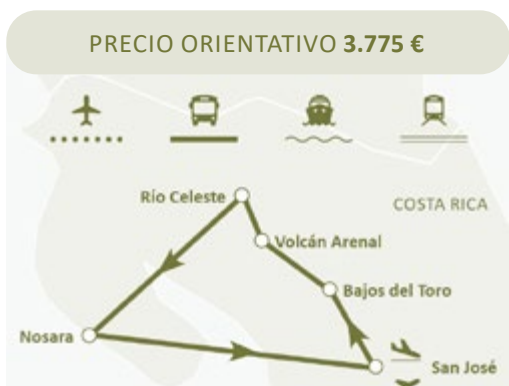 PRECIO ORIENTATIVO 3.775 €
Río Celeste
COSTA RICA
Volcán Arenal
Bajos del Toro
Nosara
San José